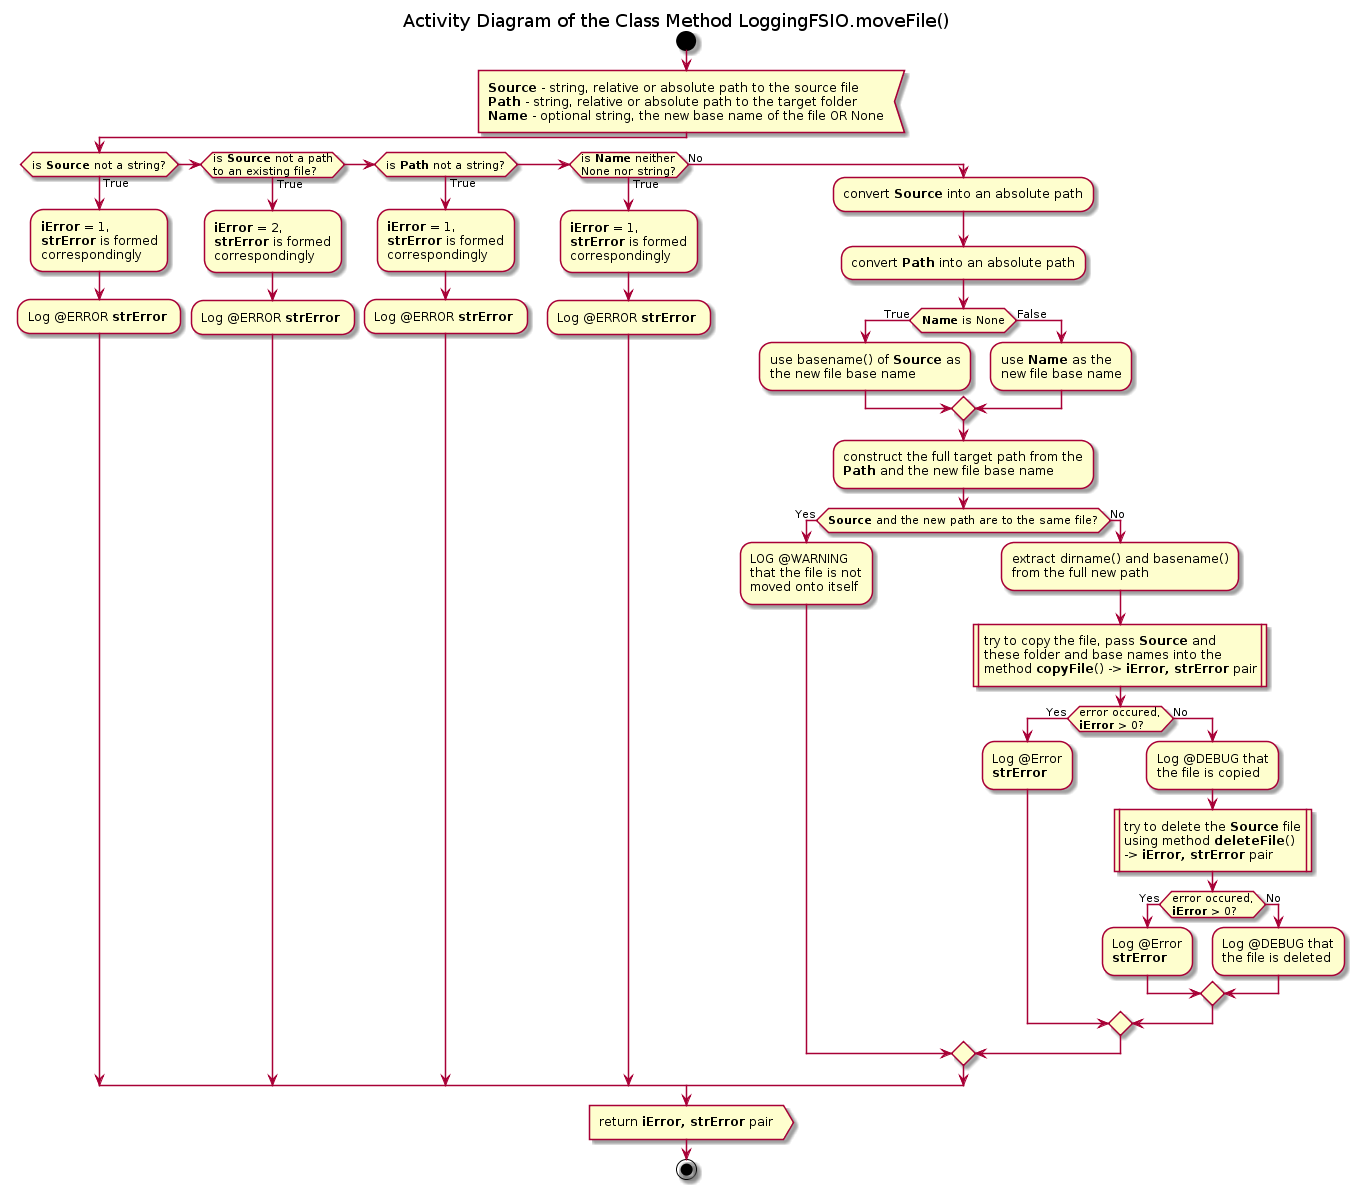 Activity Diagram of the Class Method LoggingFSIO.moveFile()
Source - string, relative or absolute path to the source file
Path - string, relative or absolute path to the target folder
Name - optional string, the new base name of the file OR None
is Source not a string?
True
iError = 1,
strError is formed
correspondingly
Log @ERROR strError
is Source not a path
to an existing file?
True
iError = 2,
strError is formed
correspondingly
Log @ERROR strError
is Path not a string?
True
iError = 1,
strError is formed
correspondingly
Log @ERROR strError
is Name neither
None nor string?
True
iError = 1,
strError is formed
correspondingly
Log @ERROR strError
No
convert Source into an absolute path
convert Path into an absolute path
True
Name is None
False
use basename() of Source as
the new file base name
use Name as the
new file base name
construct the full target path from the
Path and the new file base name
Yes
Source and the new path are to the same file?
No
LOG @WARNING
that the file is not
moved onto itself
extract dirname() and basename()
from the full new path
try to copy the file, pass Source and
these folder and base names into the
method copyFile() -> iError, strError pair
Yes
error occured,
iError > 0?
No
Log @Error
strError
Log @DEBUG that
the file is copied
try to delete the Source file
using method deleteFile()
-> iError, strError pair
Yes
error occured,
iError > 0?
No
Log @Error
strError
Log @DEBUG that
the file is deleted
return iError, strError pair